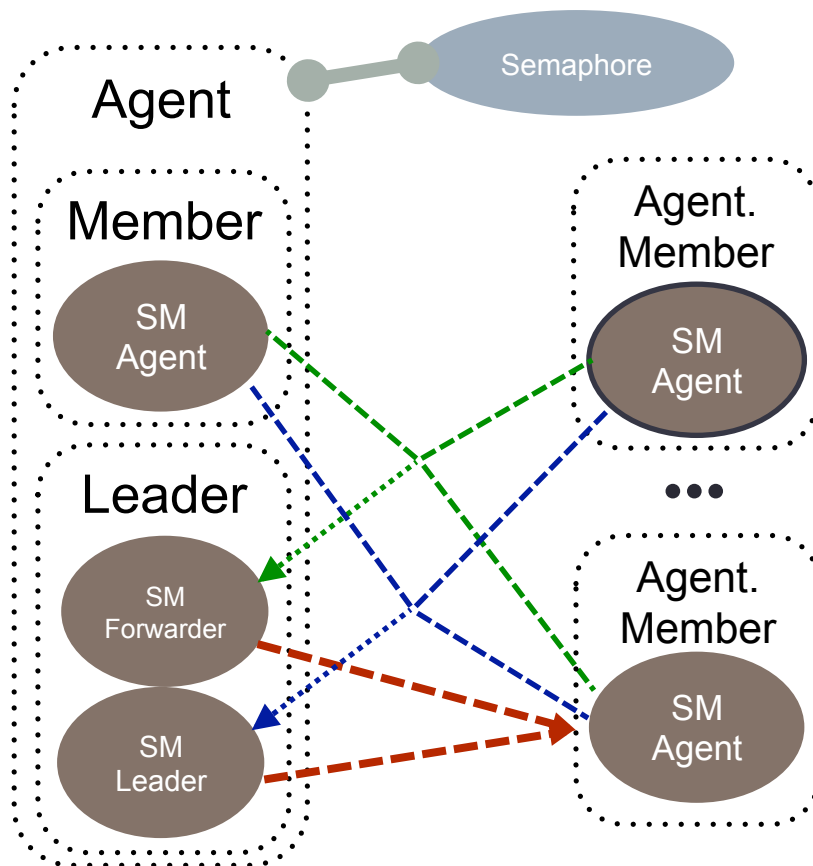 Semaphore
Agent
Member
SM
Agent
Leader
SM
Forwarder
SM
Leader
Agent.
Member
SM
Agent
Agent.
Member
SM
Agent